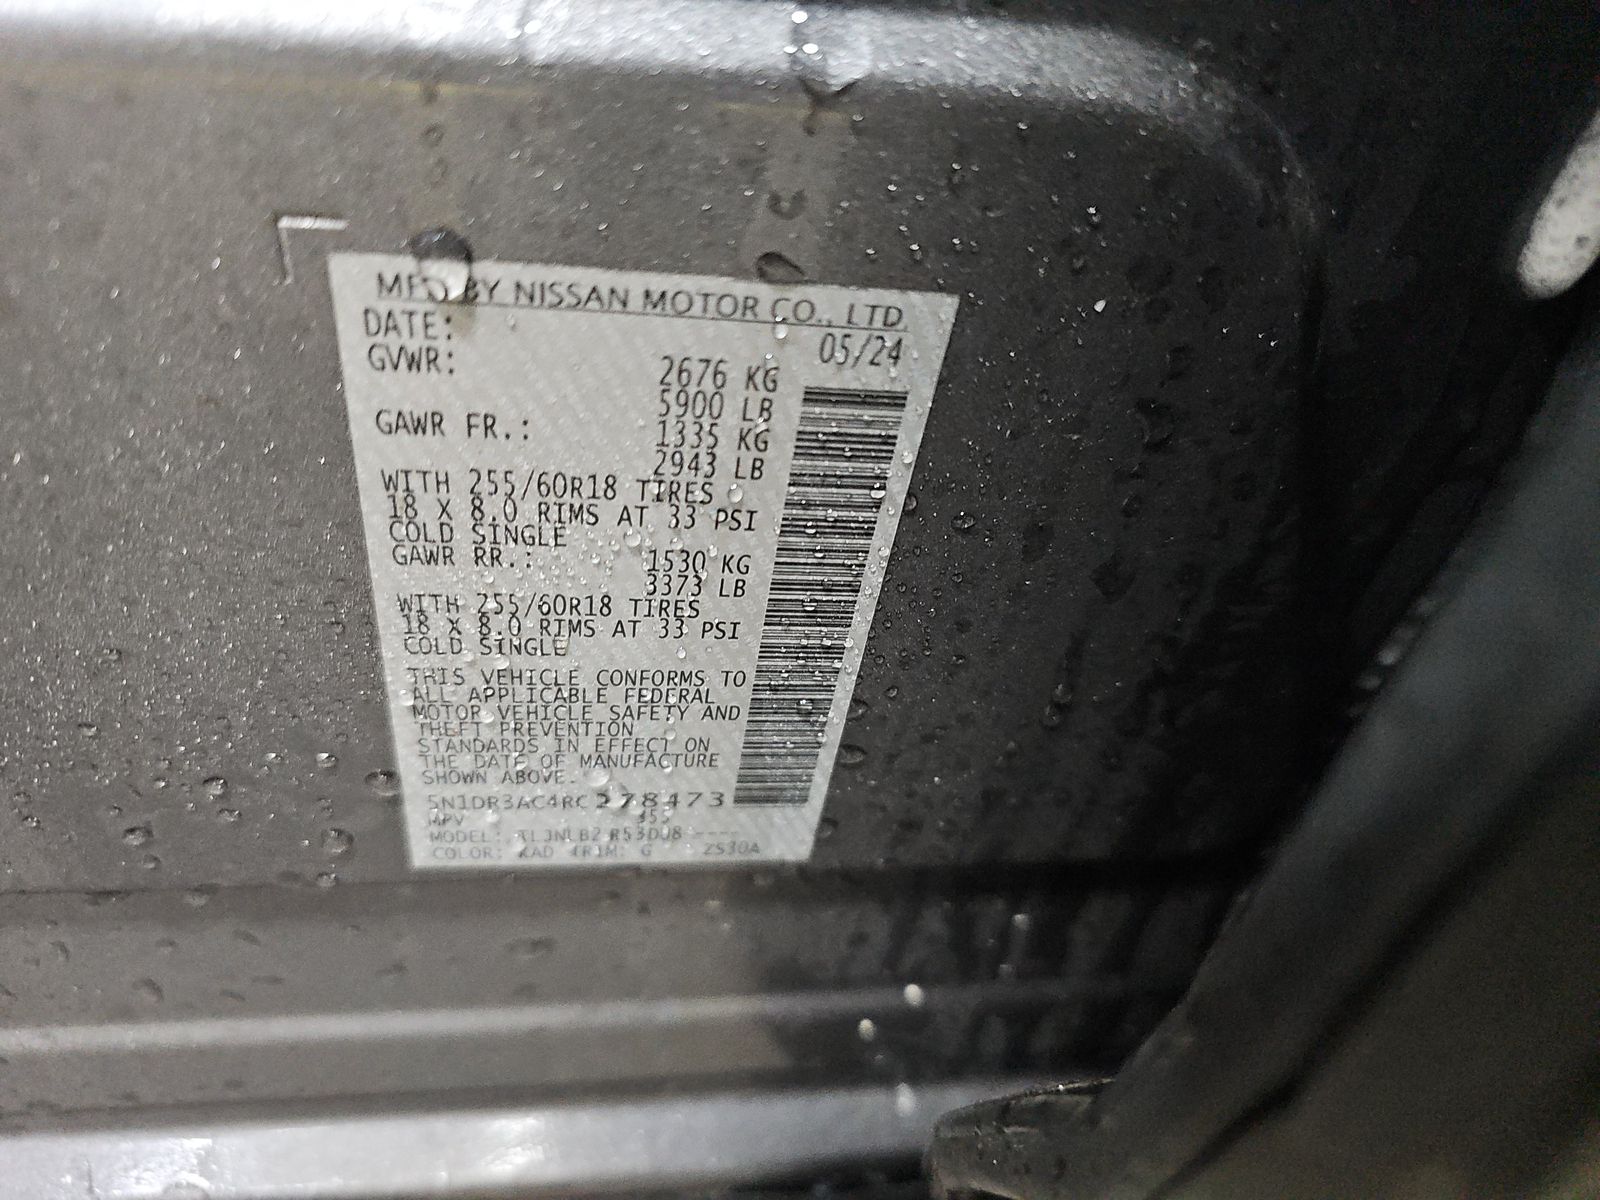 MFD BY NISSAN MOTOR CO., LTD.
DATE: 05/24
GVWR: 2676 KG
5900 LB
GAWR FR.: 1335 KG
2943 LB
WITH 255/60R18 TIRES
18 X 8.0 RIMS AT 33 PSI
COLD SINGLE
GAWR RR.: 1530 KG
3373 LB
WITH 255/60R18 TIRES
18 X 8.0 RIMS AT 33 PSI
COLD SINGLE
THIS VEHICLE CONFORMS TO
ALL APPLICABLE FEDERAL
MOTOR VEHICLE SAFETY AND
THEFT PREVENTION
STANDARDS IN EFFECT ON
THE DATE OF MANUFACTURE
SHOWN ABOVE.
5N1DR3AC4RC278473
MPV 355
MODEL:
COLOR: KAD TRIM: G ZS30A